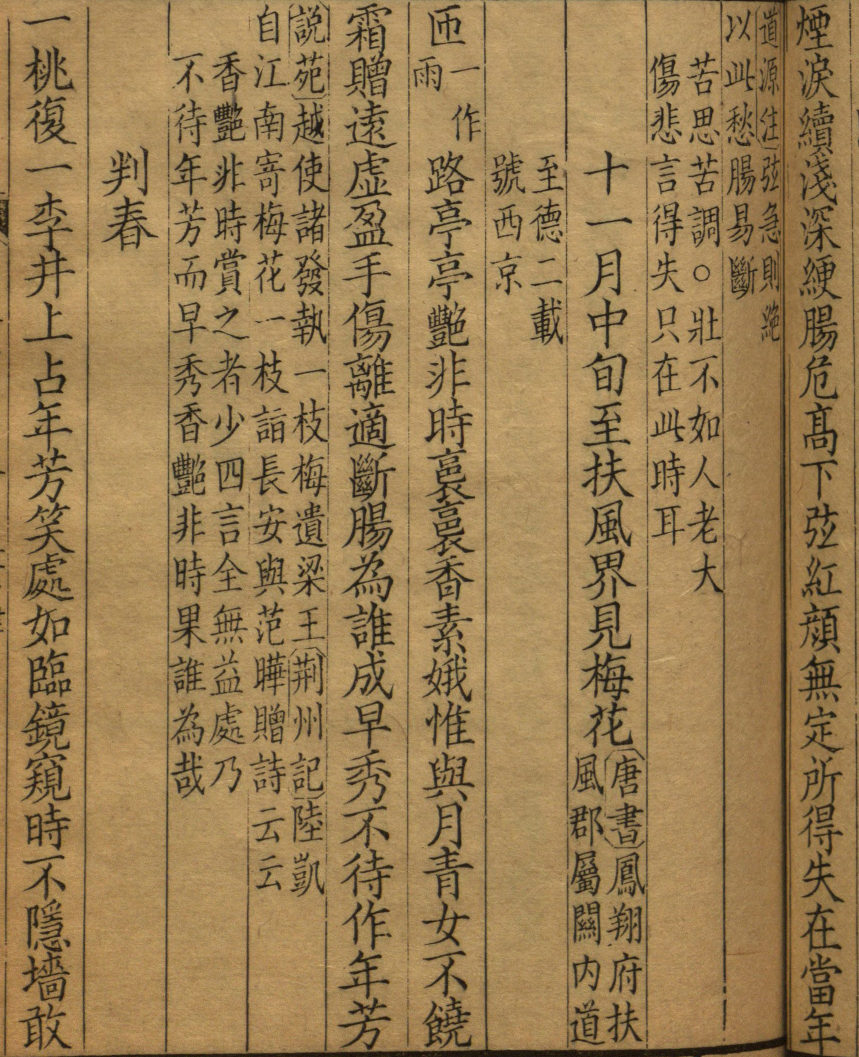 煙淚續淺深綆腸危髙下弦紅顔無定所得失在當年
道源注弦急則絶
以此愁腸易斷
苦思苦調○壯不如人老大
傷悲言得失只在此時耳
十一月中旬至扶風界見梅花
唐書鳳翔府扶
風郡屬關内道
至德二載
號西京
匝
一作
雨
路亭亭艷非時裛裛香素娥惟與月青女不饒
霜贈遠虚盈手傷離適斷腸為誰成早秀不待作年芳
説苑越使諸發執一枝梅遺梁王荆州記陸凱
自江南寄梅花一枝詣長安與范曄贈詩云云
香艷非時賞之者少四言全無益處乃
不待年芳而早秀香艷非時果誰為哉
判春
一桃復一李井上占年芳笑處如臨鏡窺時不隱墻敢